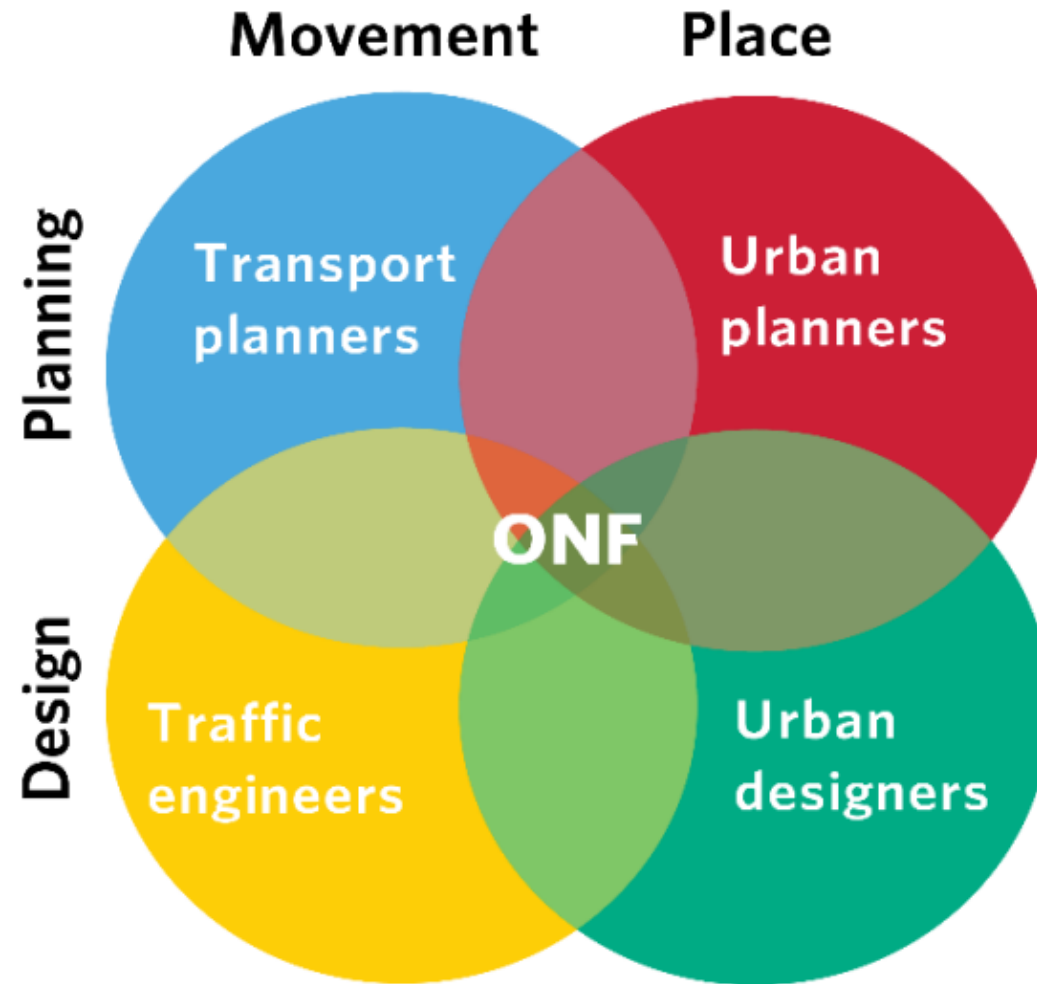 Movement Place
Planning
Transport
planners
Urban
planners
ONF
Design
Traffic
engineers
Urban
designers